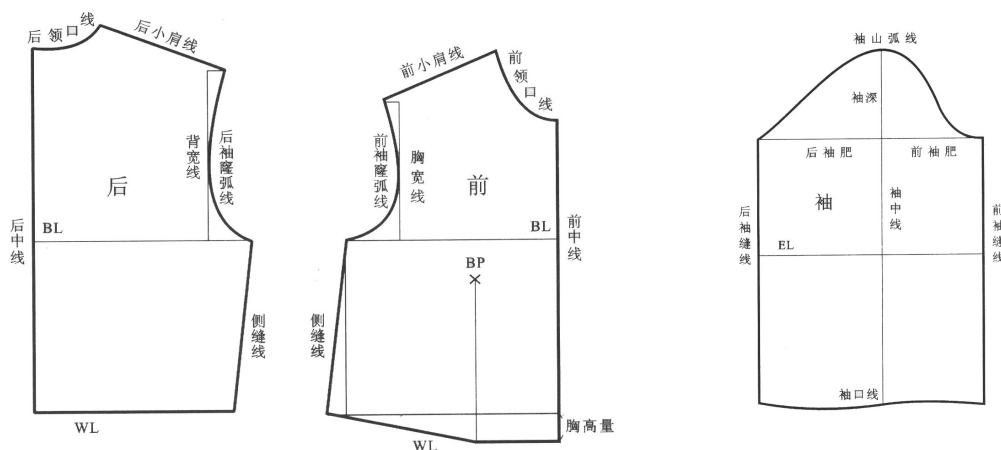 后领口线
后小肩线
背宽线
后袖窿弧线
后
后中线
BL
侧缝线
WL
前小肩线
前领口线
前袖窿弧线
胸宽线
前
BL
前中线
BP
侧缝线
胸高量
WL
袖山弧线
袖深
后袖肥
前袖肥
袖
袖中线
后袖缝线
前袖缝线
EL
袖口线